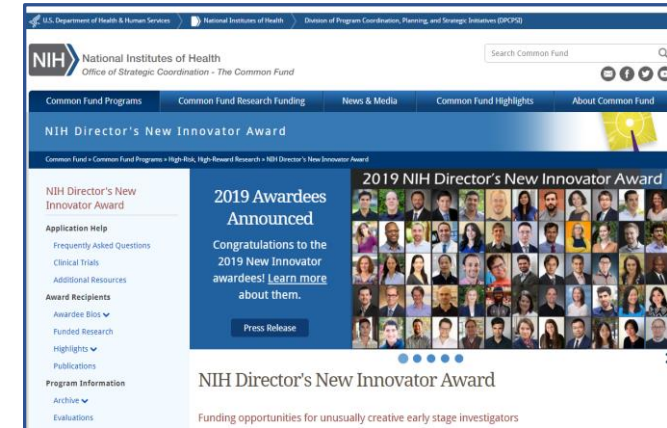 U.S. Department of Health & Human Services
National Institutes of Health
Division of Program Coordination, Planning, and Strategic Initiatives (DPCPSI)
NIH
National Institutes of Health
Office of Strategic Coordination - The Common Fund
Search Common Fund
Common Fund Programs
Common Fund Research Funding
News & Media
Common Fund Highlights
About Common Fund
NIH Director's New Innovator Award
Common Fund » Common Fund Programs » High-Risk, High-Reward Research » NIH Director's New Innovator Award
NIH Director's New
Innovator Award
Application Help
Frequently Asked Questions
Clinical Trials
Additional Resources
Award Recipients
Awardee Bios
Funded Research
Highlights
Publications
Program Information
Archive
Evaluations
2019 Awardees
Announced
Congratulations to the
2019 New Innovator
awardees! Learn more
about them.
Press Release
2019 NIH Director's New Innovator Award
NIH Director's New Innovator Award
Funding opportunities for unusually creative early stage investigators